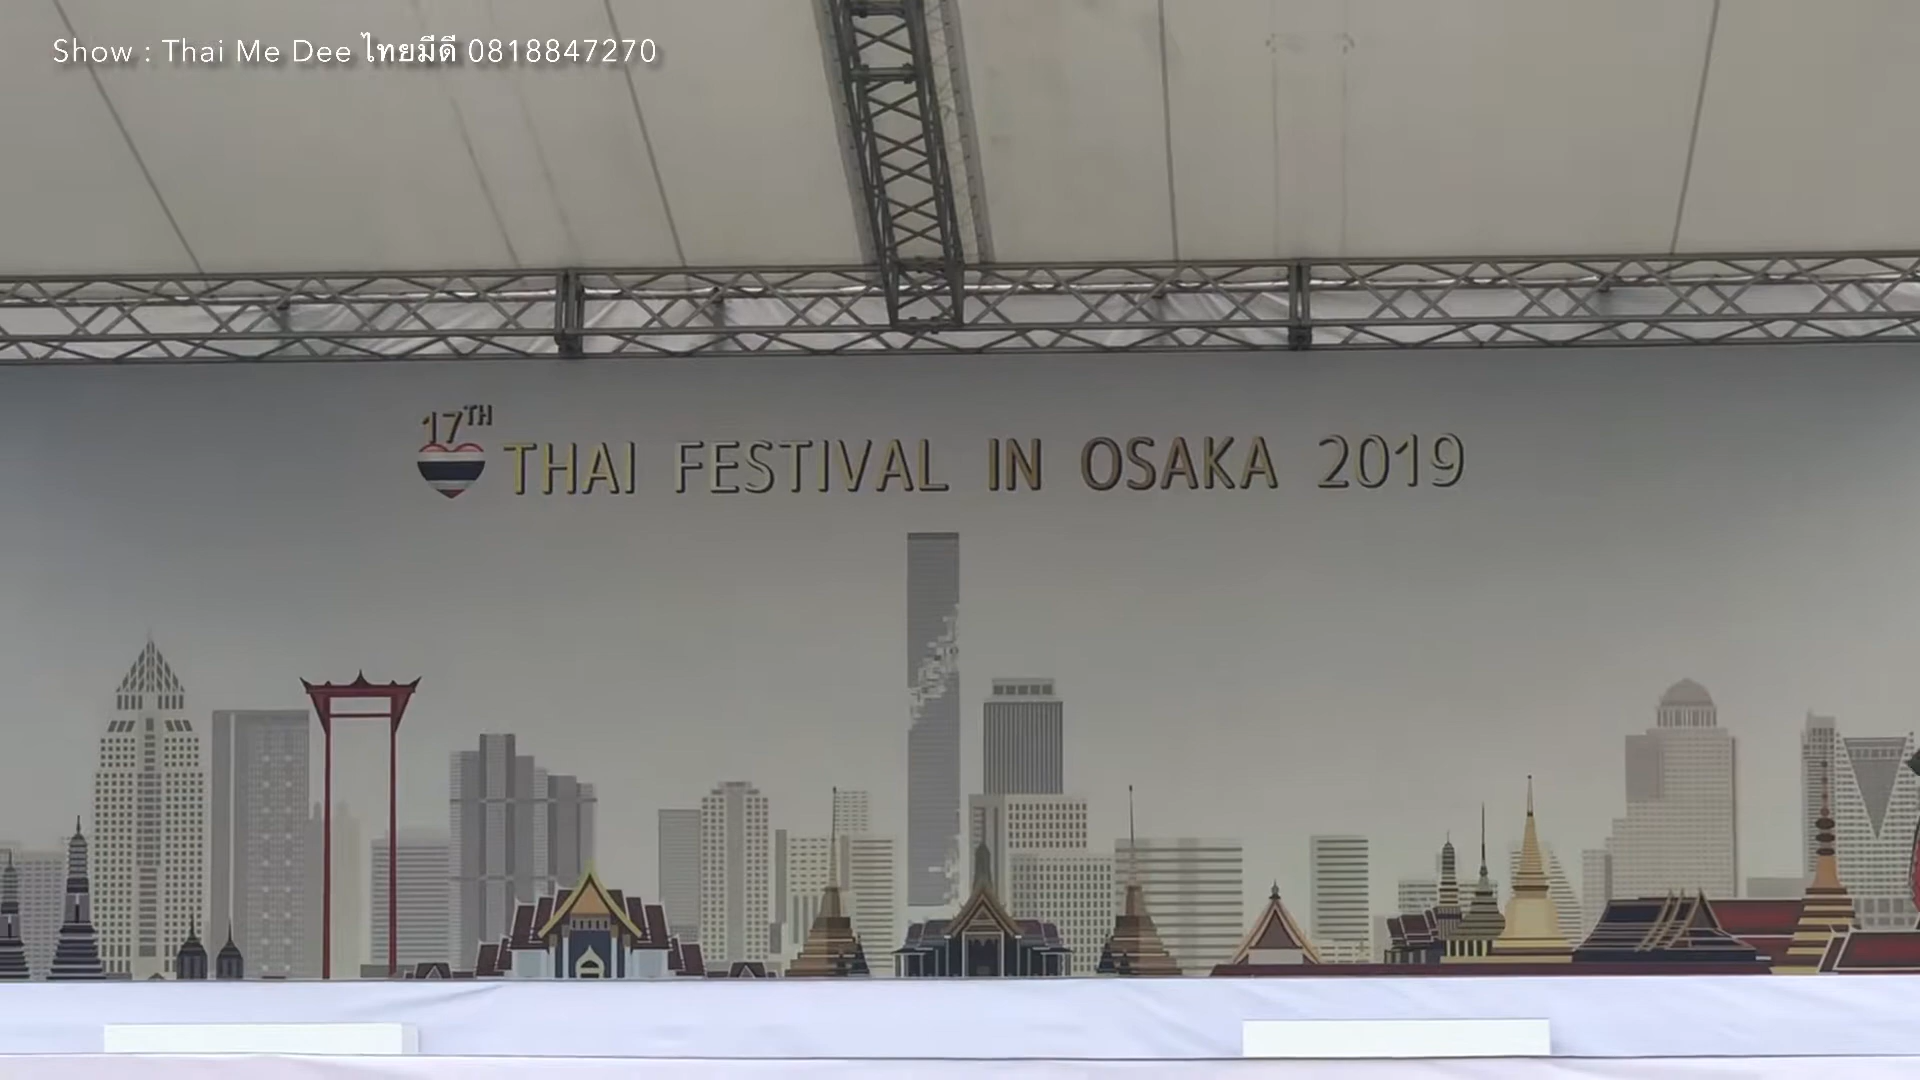 Show : Thai Me Dee ไทยมีดี 0818847270
17TH
THAI FESTIVAL IN OSAKA 2019